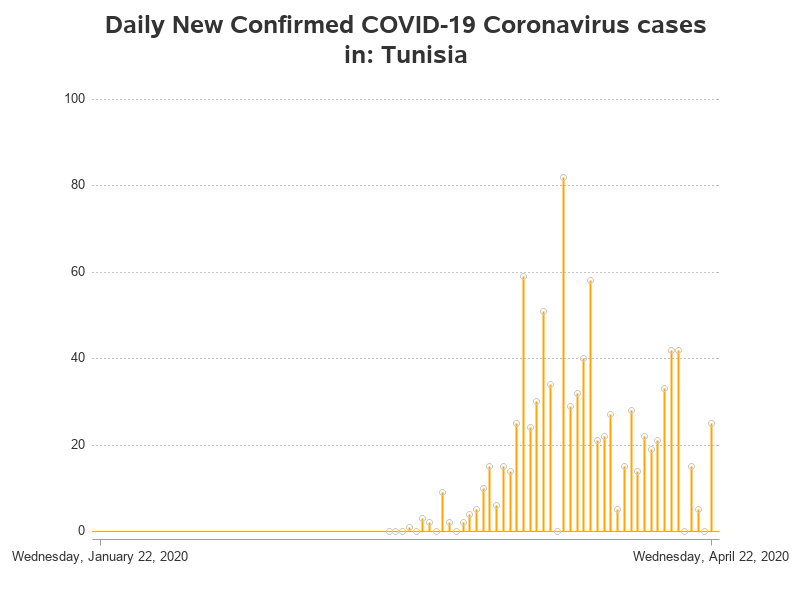 Daily New Confirmed COVID-19 Coronavirus cases
in: Tunisia
100
80
60
40
20
0
Wednesday, January 22, 2020
Wednesday, April 22, 2020